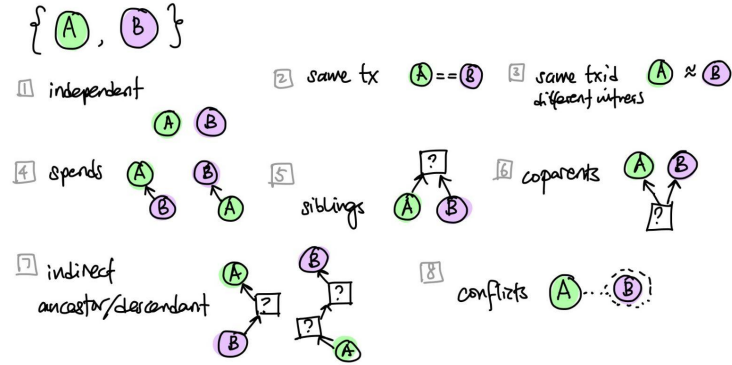 { A , B }
1 independent
A B
2 same tx A == B
3 same txid A ≈ B
different witness
4 spends A B
B A
5 ?
siblings A B
6 coparents A B
?
7 indirect
ancestor/descendant
A ? B
B ? ? A
8 conflicts A B